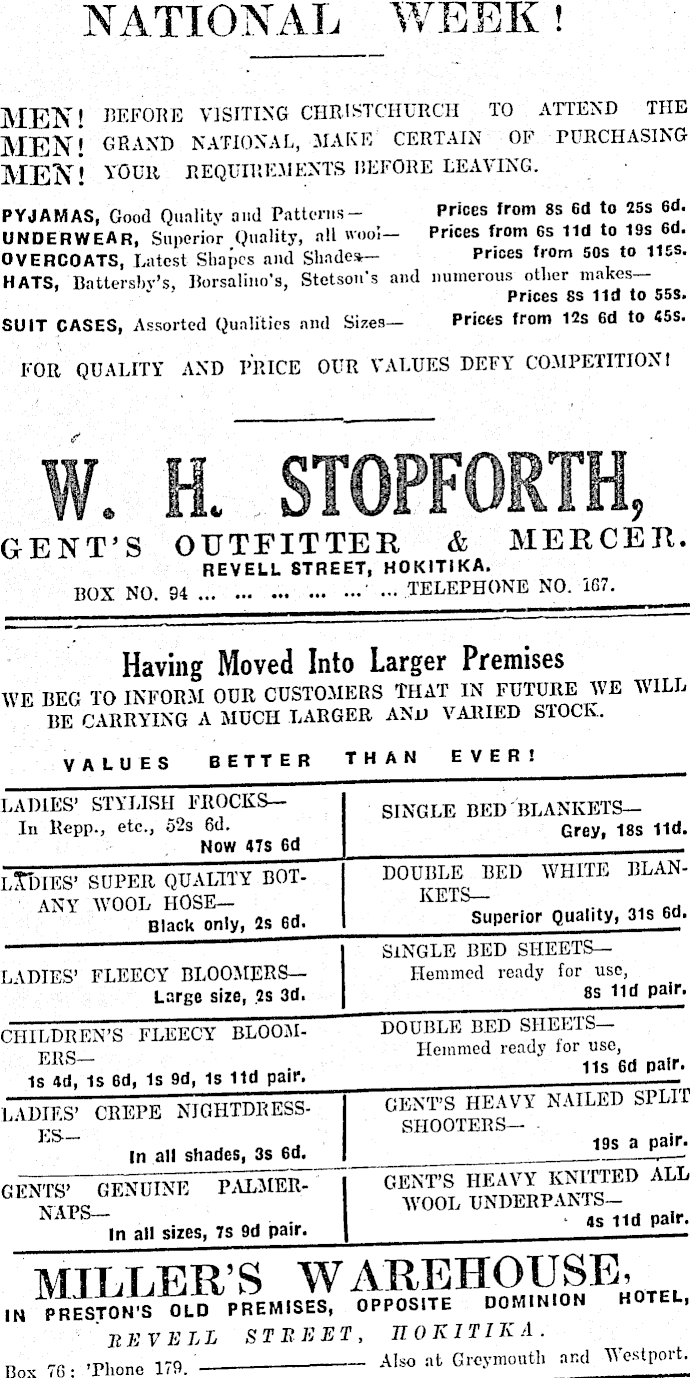 NATIONAL WEEK!
MEN! BEFORE VISITING CHRISTCHURCH TO ATTEND THE
MEN! GRAND NATIONAL, MAKE CERTAIN OF PURCHASING
MEN! YOUR REQUIREMENTS BEFORE LEAVING.
PYJAMAS, Good Quality and Patterns— Prices from 8s 6d to 25s 6d.
UNDERWEAR, Superior Quality, all wool— Prices from 6s 11d to 19s 6d.
OVERCOATS, Latest Shapes and Shades— Prices from 50s to 115s.
HATS, Battersby's, Borsalino's, Stetson's and numerous other makes—
Prices 8s 11d to 55s.
SUIT CASES, Assorted Qualities and Sizes— Prices from 12s 6d to 45s.
FOR QUALITY AND PRICE OUR VALUES DEFY COMPETITION!
W. H. STOPFORTH,
GENT'S OUTFITTER & MERCER.
REVELL STREET, HOKITIKA.
BOX NO. 94 ... ... ... ... ... ... TELEPHONE NO. 167.
Having Moved Into Larger Premises
WE BEG TO INFORM OUR CUSTOMERS THAT IN FUTURE WE WILL
BE CARRYING A MUCH LARGER AND VARIED STOCK.
VALUES BETTER THAN EVER!
LADIES' STYLISH FROCKS—
In Repp., etc., 52s 6d.
Now 47s 6d
LADIES' SUPER QUALITY BOT-
ANY WOOL HOSE—
Black only, 2s 6d.
LADIES' FLEECY BLOOMERS—
Large size, 2s 3d.
CHILDREN'S FLEECY BLOOM-
ERS—
1s 4d, 1s 6d, 1s 9d, 1s 11d pair.
LADIES' CREPE NIGHTDRESS-
ES—
In all shades, 3s 6d.
GENTS' GENUINE PALMER-
NAPS—
In all sizes, 7s 9d pair.
SINGLE BED BLANKETS—
Grey, 18s 11d.
DOUBLE BED WHITE BLAN-
KETS—
Superior Quality, 31s 6d.
SINGLE BED SHEETS—
Hemmed ready for use,
8s 11d pair.
DOUBLE BED SHEETS—
Hemmed ready for use,
11s 6d pair.
GENT'S HEAVY NAILED SPLIT
SHOOTERS—
19s a pair.
GENT'S HEAVY KNITTED ALL
WOOL UNDERPANTS—
4s 11d pair.
MILLER'S WAREHOUSE,
IN PRESTON'S OLD PREMISES, OPPOSITE DOMINION HOTEL,
REVELL STREET, HOKITIKA.
Box 76; 'Phone 179. ——— Also at Greymouth and Westport.